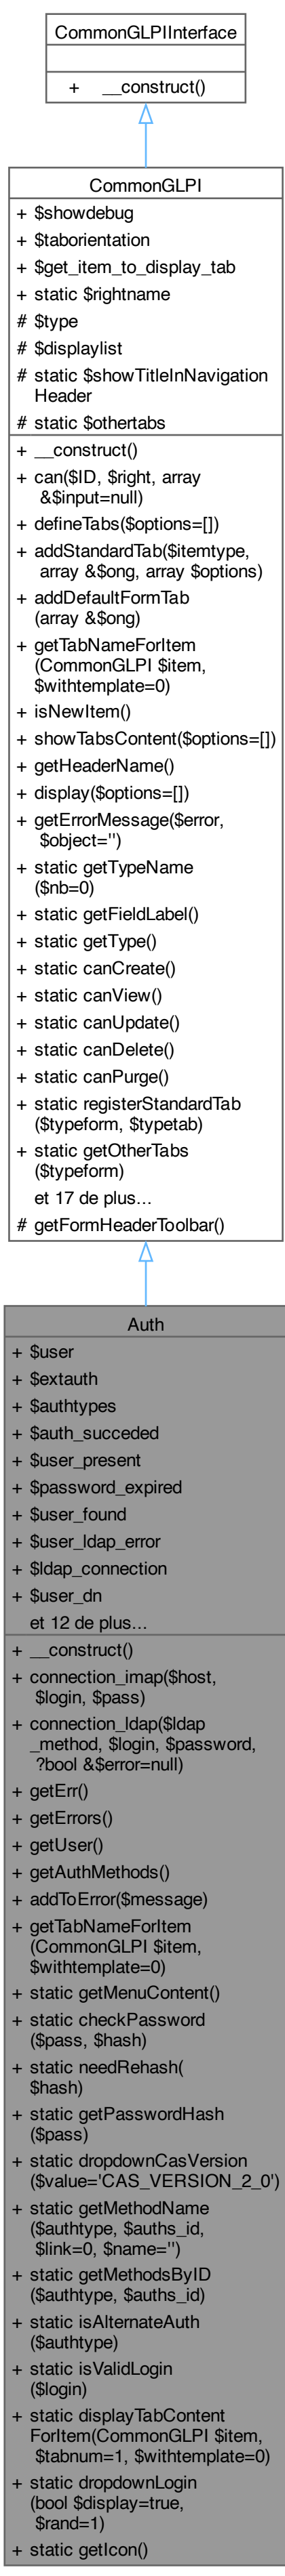 CommonGLPIInterface
+ __construct()
CommonGLPI
+ $showdebug
+ $taborientation
+ $get_item_to_display_tab
+ static $rightname
# $type
# $displaylist
# static $showTitleInNavigation
Header
# static $othertabs
+ __construct()
+ can($ID, $right, array
&$input=null)
+ defineTabs($options=[])
+ addStandardTab($itemtype,
array &$ong, array $options)
+ addDefaultFormTab
(array &$ong)
+ getTabNameForItem
(CommonGLPI $item,
$withtemplate=0)
+ isNewItem()
+ showTabsContent($options=[])
+ getHeaderName()
+ display($options=[])
+ getErrorMessage($error,
$object='')
+ static getTypeName
($nb=0)
+ static getFieldLabel()
+ static getType()
+ static canCreate()
+ static canView()
+ static canUpdate()
+ static canDelete()
+ static canPurge()
+ static registerStandardTab
($typeform, $typetab)
+ static getOtherTabs
($typeform)
et 17 de plus...
# getFormHeaderToolbar()
Auth
+ $user
+ $extauth
+ $authtypes
+ $auth_succeded
+ $user_present
+ $password_expired
+ $user_found
+ $user_ldap_error
+ $ldap_connection
+ $user_dn
et 12 de plus...
+ __construct()
+ connection_imap($host,
$login, $pass)
+ connection_ldap($ldap
_method, $login, $password,
?bool &$error=null)
+ getErr()
+ getErrors()
+ getUser()
+ getAuthMethods()
+ addToError($message)
+ getTabNameForItem
(CommonGLPI $item,
$withtemplate=0)
+ static getMenuContent()
+ static checkPassword
($pass, $hash)
+ static needRehash(
$hash)
+ static getPasswordHash
($pass)
+ static dropdownCasVersion
($value='CAS_VERSION_2_0')
+ static getMethodName
($authtype, $auths_id,
$link=0, $name='')
+ static getMethodsByID
($authtype, $auths_id)
+ static isAlternateAuth
($authtype)
+ static isValidLogin
($login)
+ static displayTabContent
ForItem(CommonGLPI $item,
$tabnum=1, $withtemplate=0)
+ static dropdownLogin
(bool $display=true,
$rand=1)
+ static getIcon()